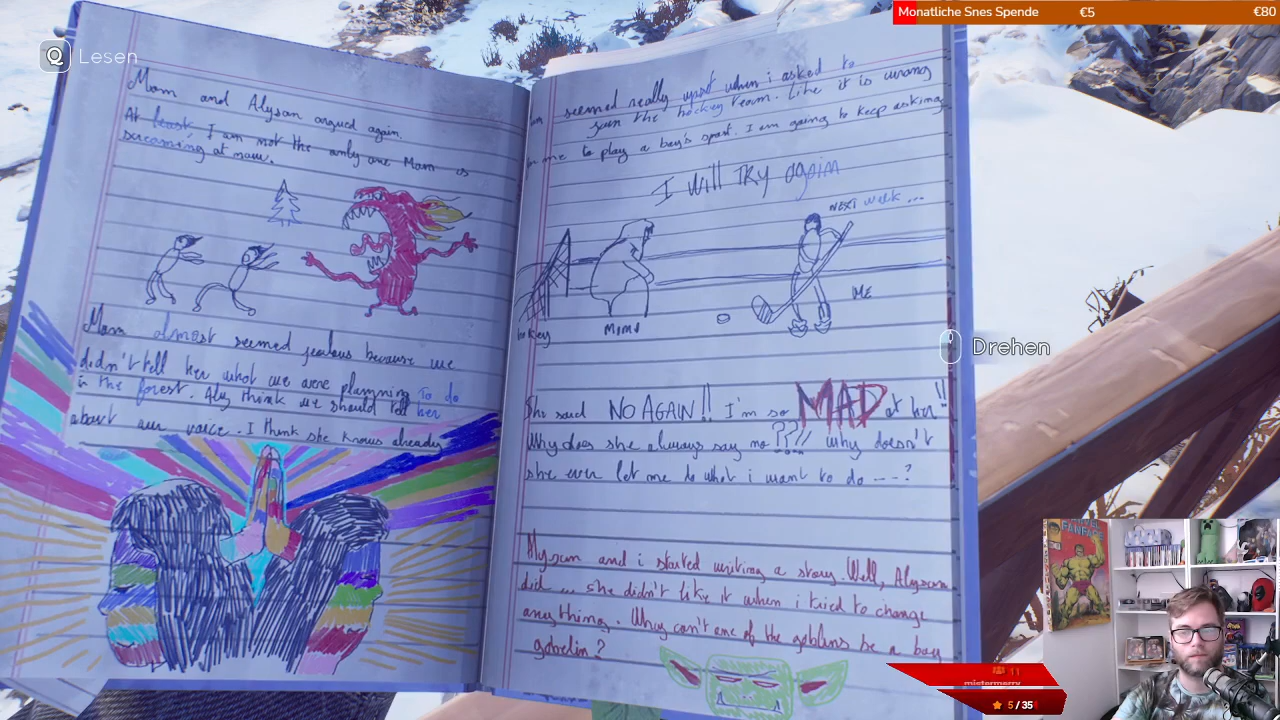 Monatliche Snes Spende €5 €80
Q Lesen
Mom and Alyson argued again.
At least I am not the only one Mom is
screaming at now.
Mom almost seemed jealous because we
didn't tell her what we were planning to do
in the forest. Aly think we should tell her
about our voice. I think she knows already
seemed really upset when i asked to
join the hockey team. Like it is wrong
for me to play a boy's sport. I am going to keep asking
I will TRY again
NEXT week ...
ME
MOM
hockey
She said NO AGAIN!! I'm so MAD at her!!
Why does she always say no ??!! why doesn't
she ever let me do what i want to do ---?
Alyson and i started writing a story. Well, Alyson
did ... she didn't like it when i tried to change
anything. Why can't one of the goblins be a boy
gobelin?
Drehen
MARVEL
FANFARE
11
mistermerry
5 / 35